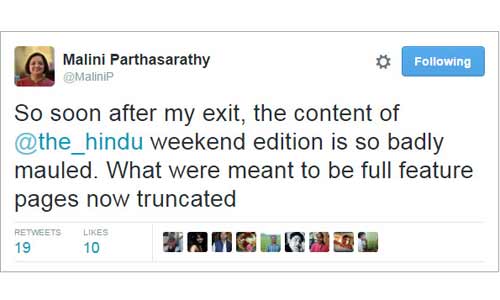 Malini Parthasarathy
@MaliniP
Following
So soon after my exit, the content of
@the_hindu weekend edition is so badly
mauled. What were meant to be full feature
pages now truncated
RETWEETS LIKES
19 10